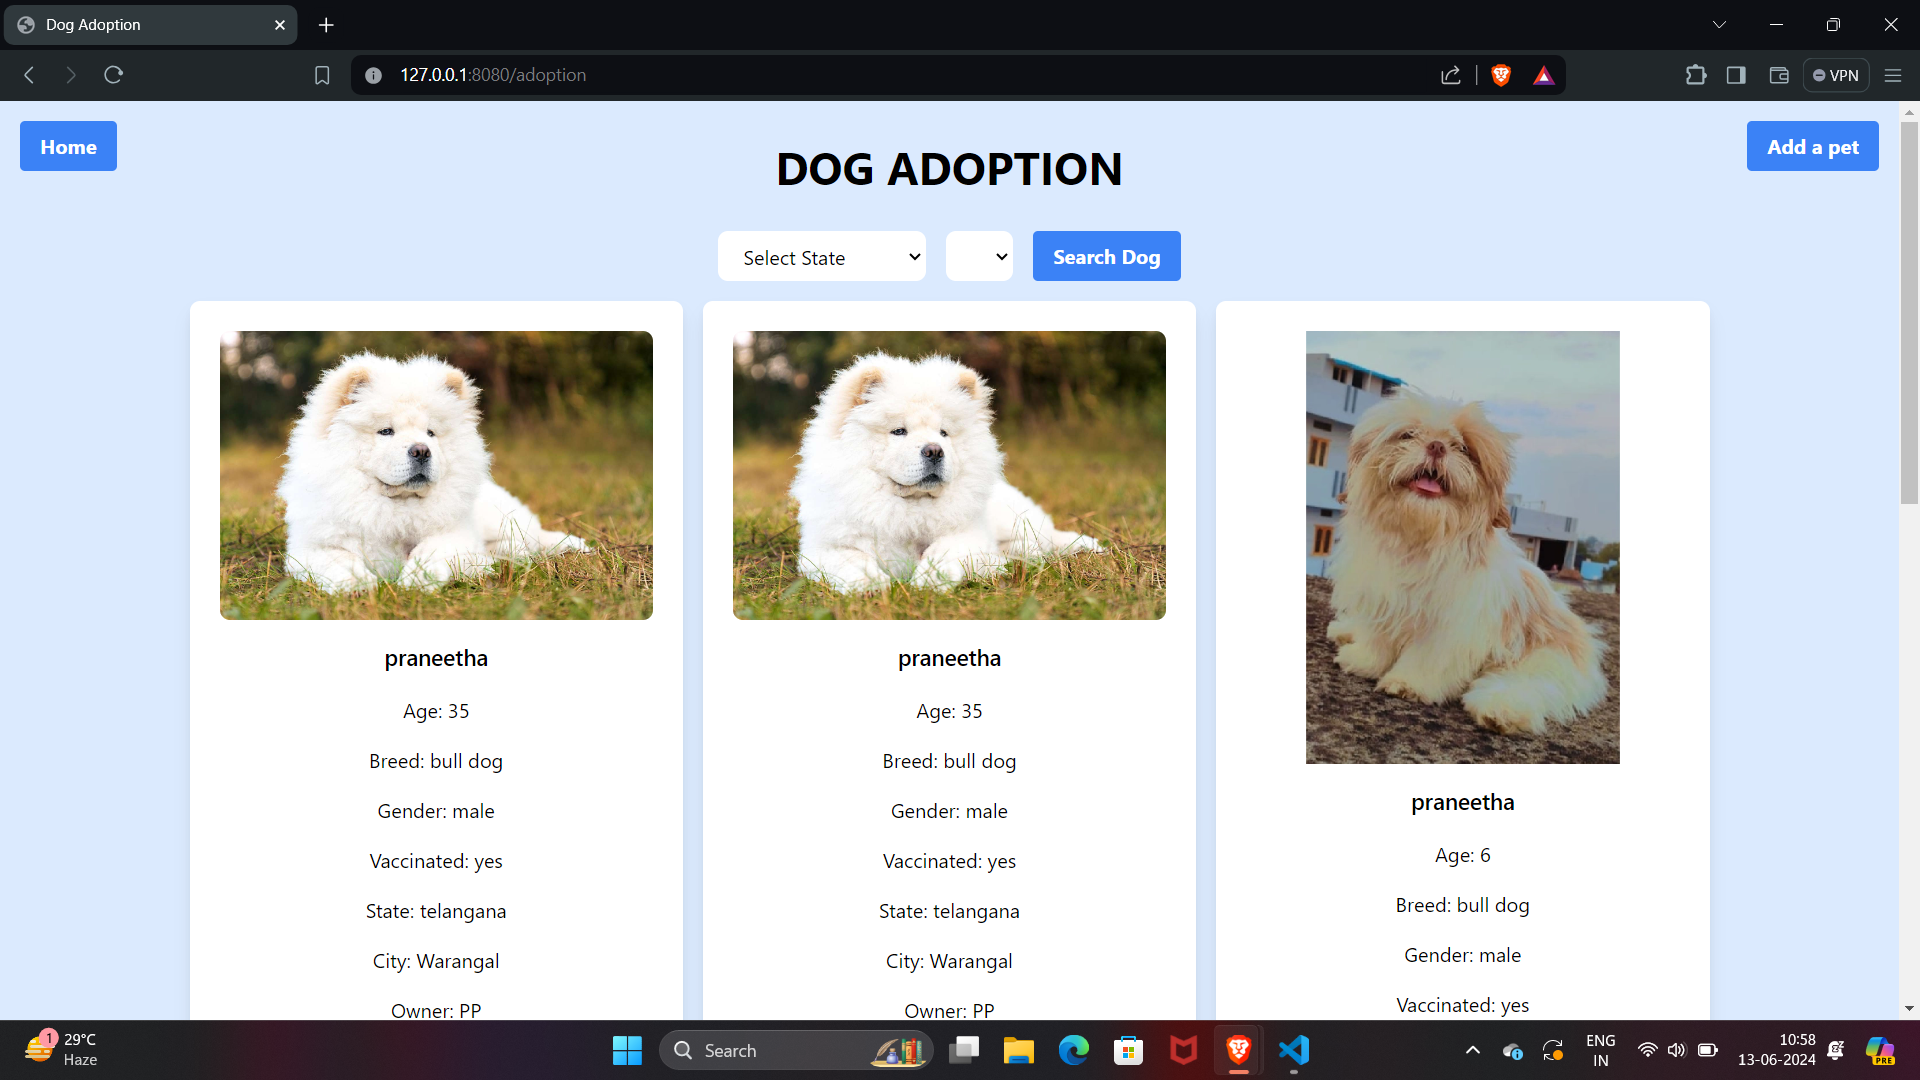 Dog Adoption
127.0.0.1:8080/adoption
VPN
Home
DOG ADOPTION
Add a pet
Select State
Search Dog
praneetha
Age: 35
Breed: bull dog
Gender: male
Vaccinated: yes
State: telangana
City: Warangal
Owner: PP
praneetha
Age: 35
Breed: bull dog
Gender: male
Vaccinated: yes
State: telangana
City: Warangal
Owner: PP
praneetha
Age: 6
Breed: bull dog
Gender: male
Vaccinated: yes
1
29°C
Haze
Search
ENG
IN
10:58
13-06-2024
PRE